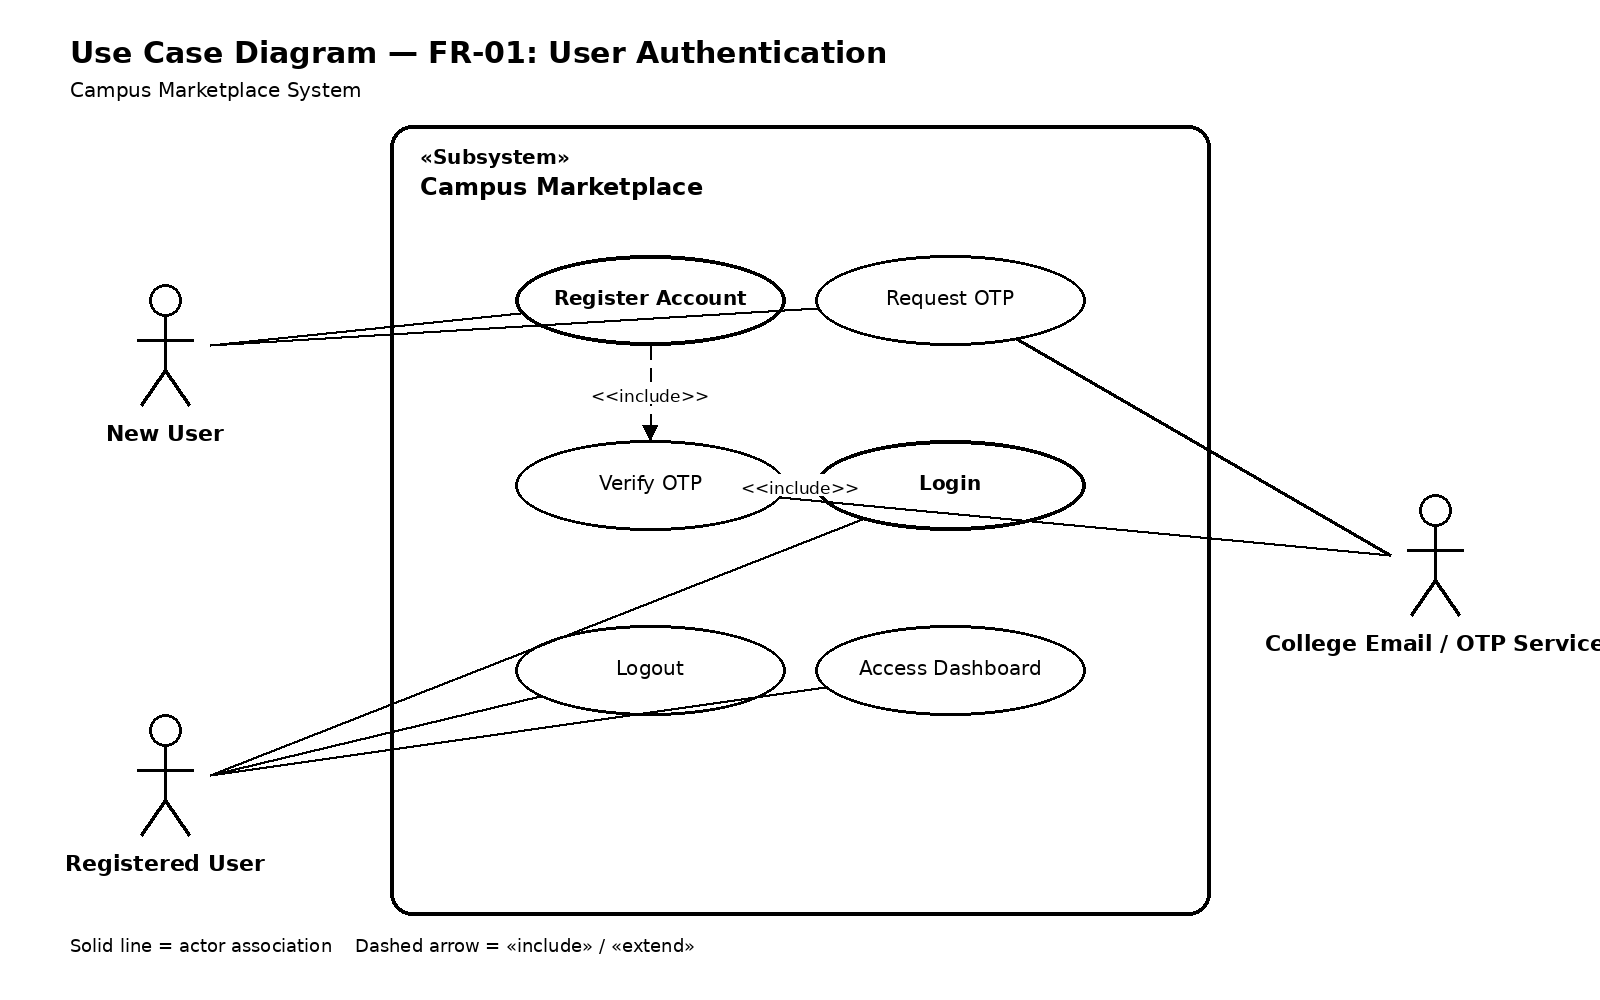 Use Case Diagram — FR-01: User Authentication
Campus Marketplace System
«Subsystem»
Campus Marketplace
Register Account
Request OTP
<<include>>
New User
Verify OTP
<<include>>
Login
College Email / OTP Service
Logout
Access Dashboard
Registered User
Solid line = actor association    Dashed arrow = «include» / «extend»